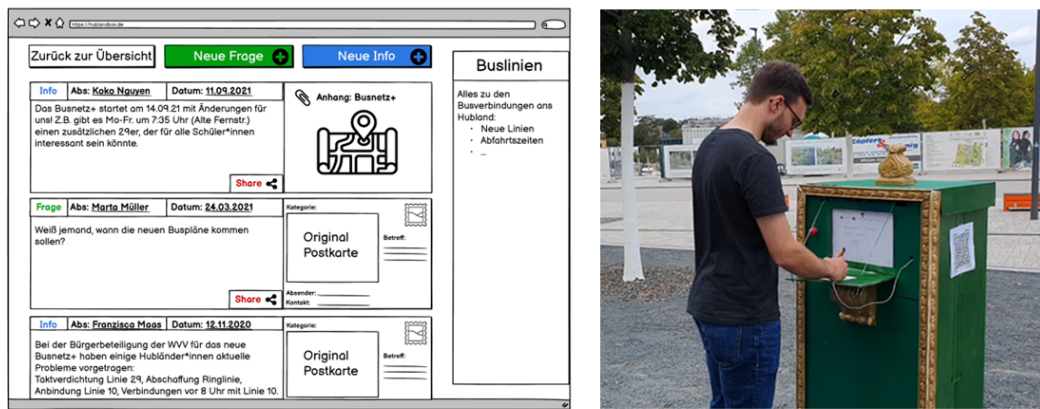 https://hublandbox.de
Zurück zur Übersicht
Neue Frage
Neue Info
Info
Abs: Koko Nguyen
Datum: 11.09.2021
Das Busnetz+ startet am 14.09.21 mit Änderungen für
uns! Z.B. gibt es Mo-Fr. um 7:35 Uhr (Alte Fernstr.)
einen zusätzlichen 29er, der für alle Schüler*innen
interessant sein könnte.
Share
Anhang: Busnetz+
Frage
Abs: Marta Müller
Datum: 24.03.2021
Weiß jemand, wann die neuen Buspläne kommen
sollen?
Share
Kategorie:
Original
Postkarte
Betreff:
Absender:
Kontakt:
Info
Abs: Franzisca Maas
Datum: 12.11.2020
Bei der Bürgerbeteiligung der WVV für das neue
Busnetz+ haben einige Hubländer*innen aktuelle
Probleme vorgetragen:
Taktverdichtung Linie 29, Abschaffung Ringlinie,
Anbindung Linie 10, Verbindungen vor 8 Uhr mit Linie 10.
Kategorie:
Original
Postkarte
Betreff:
Buslinien
Alles zu den
Busverbindungen ans
Hubland:
· Neue Linien
· Abfahrtszeiten
· ...